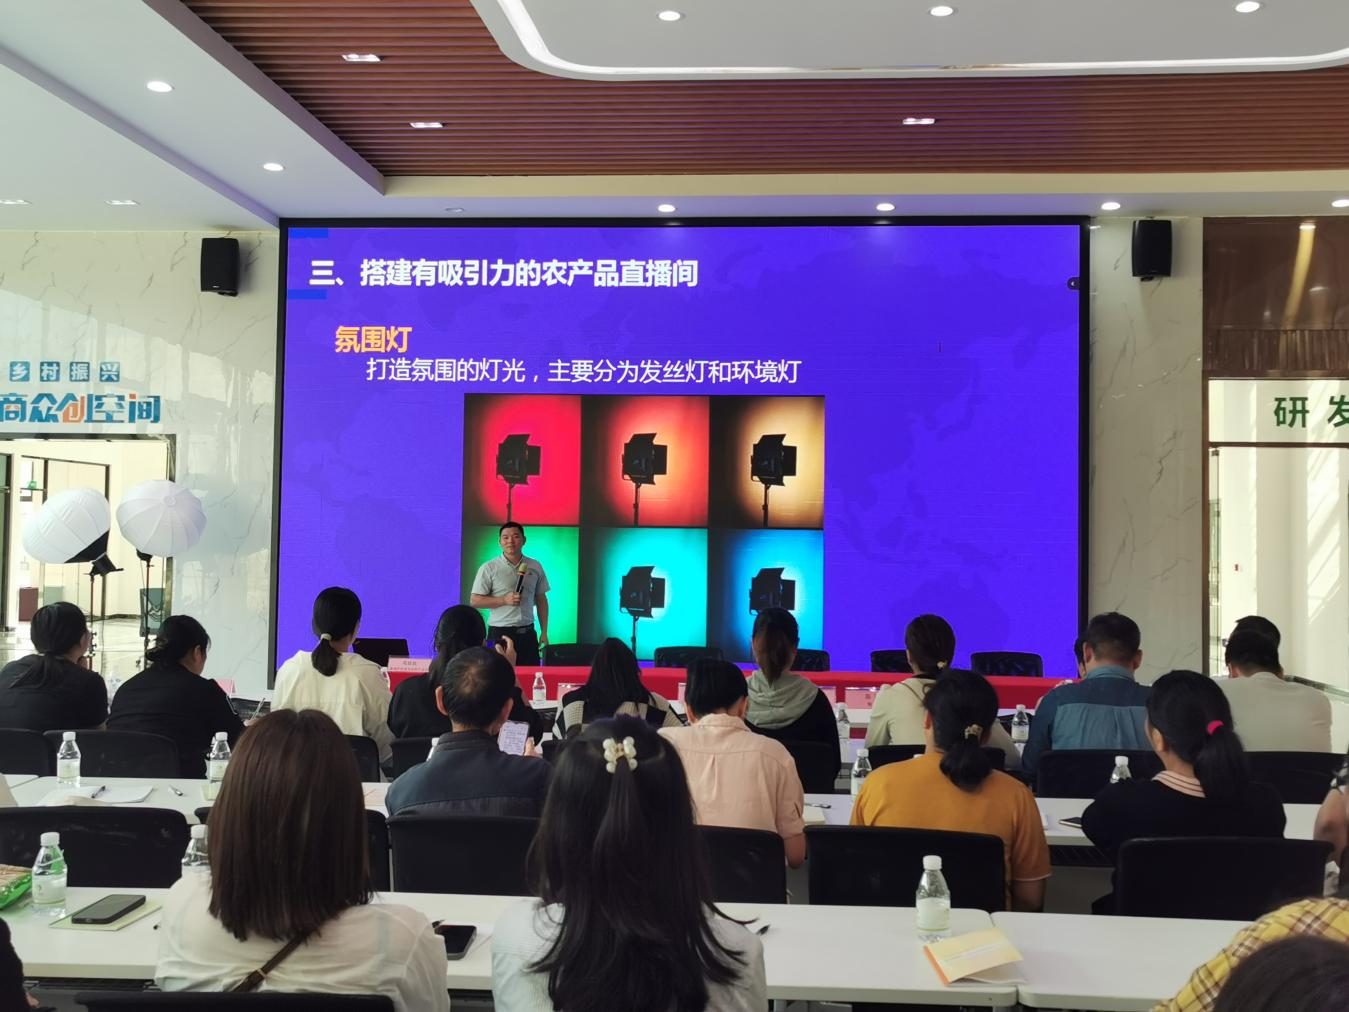 三、搭建有吸引力的农产品直播间
氛围灯
打造氛围的灯光，主要分为发丝灯和环境灯
乡村振兴
商众创空间
研发